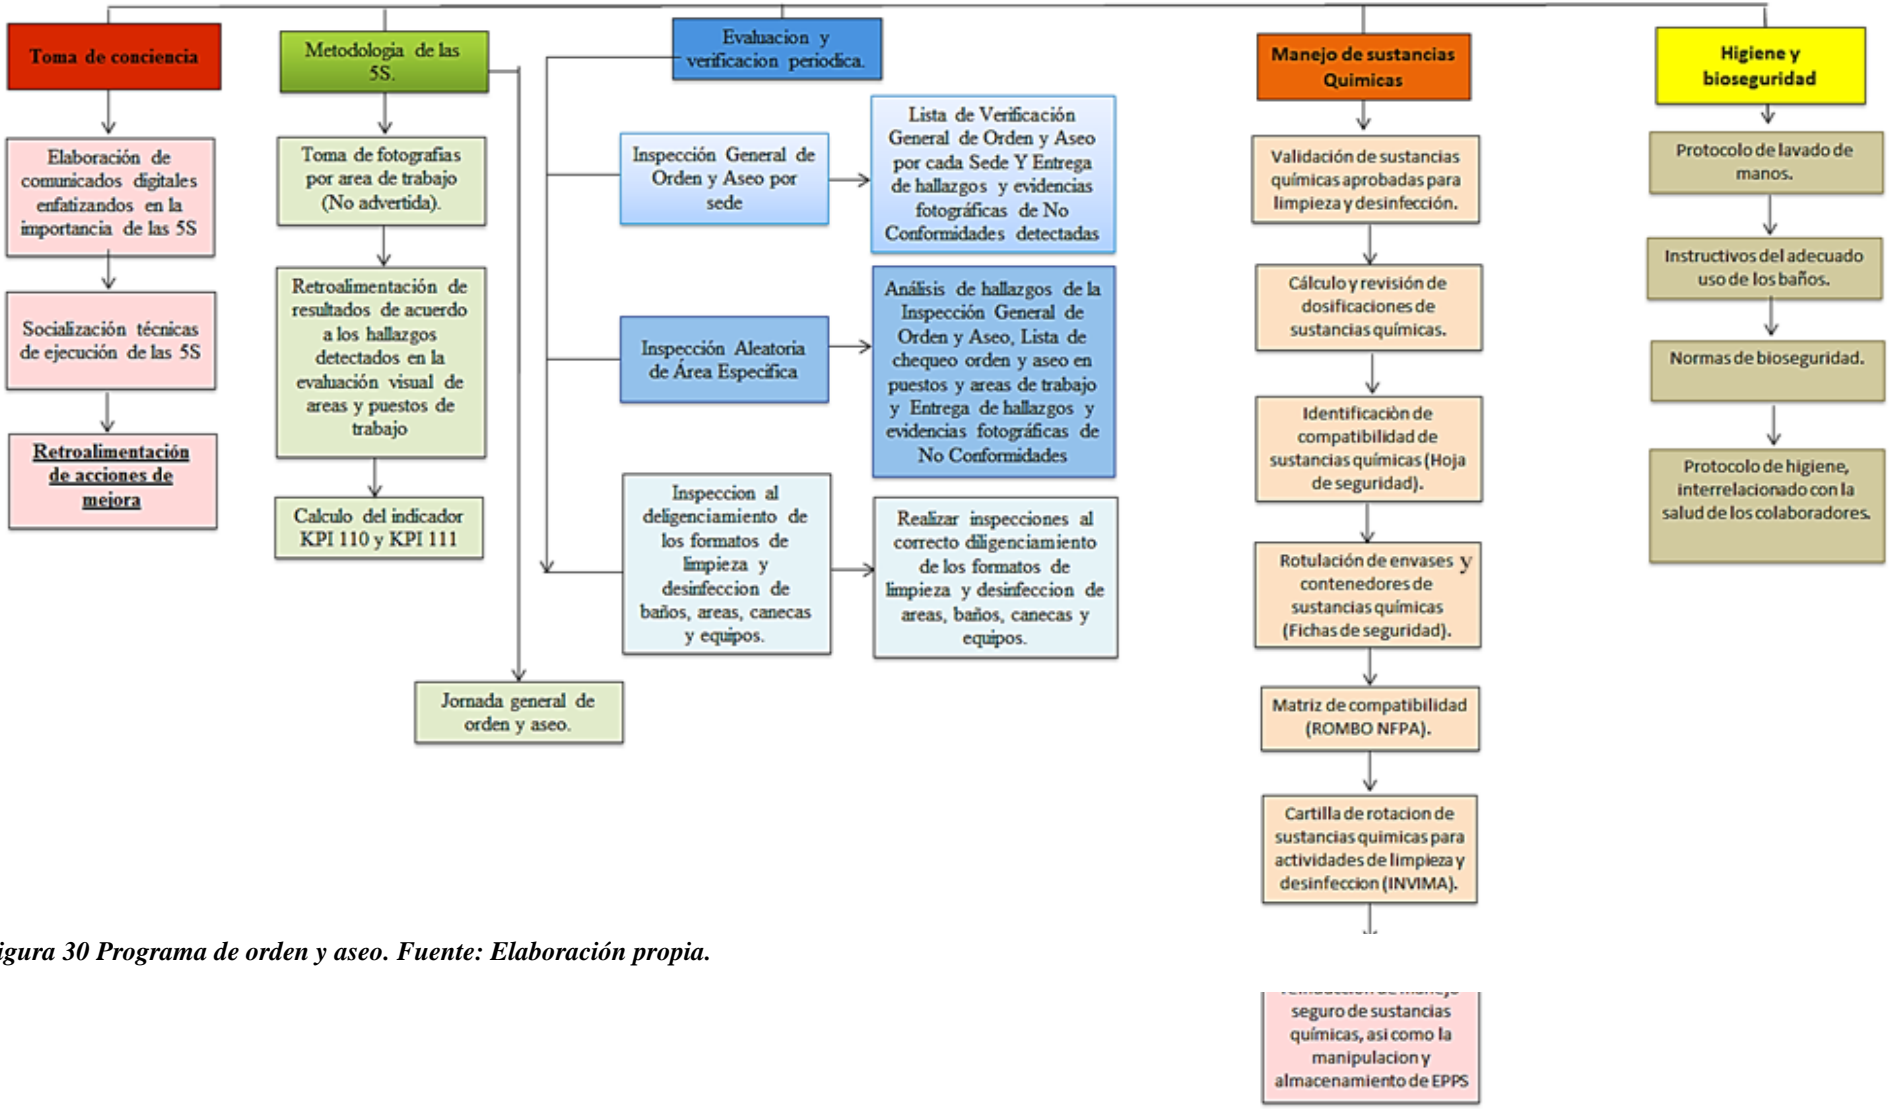 Toma de conciencia
Elaboración de
comunicados digitales
enfatizandos en la
importancia de las 5S
Socialización técnicas
de ejecución de las 5S
Retroalimentación
de acciones de
mejora
Metodologia de las
5S.
Toma de fotografias
por area de trabajo
(No advertida).
Retroalimentación de
resultados de acuerdo
a los hallazgos
detectados en la
evaluación visual de
areas y puestos de
trabajo
Calculo del indicador
KPI 110 y KPI 111
Jornada general de
orden y aseo.
Evaluacion y
verificacion periodica.
Inspección General de
Orden y Aseo por
sede
Lista de Verificación
General de Orden y Aseo
por cada Sede Y Entrega
de hallazgos y evidencias
fotográficas de No
Conformidades detectadas
Inspección Aleatoria
de Área Especifica
Análisis de hallazgos de la
Inspección General de
Orden y Aseo, Lista de
chequeo orden y aseo en
puestos y areas de trabajo
y Entrega de hallazgos y
evidencias fotográficas de
No Conformidades
Inspeccion al
deligenciamiento de
los formatos de
limpieza y
desinfeccion de
baños, areas, canecas
y equipos.
Realizar inspecciones al
correcto diligenciamiento
de los formatos de
limpieza y desinfeccion de
areas, baños, canecas y
equipos.
Manejo de sustancias
Quimicas
Validación de sustancias
químicas aprobadas para
limpieza y desinfección.
Cálculo y revisión de
dosificaciones de
sustancias químicas.
Identificaciòn de
compatibilidad de
sustancias químicas (Hoja
de seguridad).
Rotulación de envases y
contenedores de
sustancias químicas
(Fichas de seguridad).
Matriz de compatibilidad
(ROMBO NFPA).
Cartilla de rotacion de
sustancias quimicas para
actividades de limpieza y
desinfeccion (INVIMA).
seguro de sustancias
químicas, asi como la
manipulacion y
almacenamiento de EPPS
Higiene y
bioseguridad
Protocolo de lavado de
manos.
Instructivos del adecuado
uso de los baños.
Normas de bioseguridad.
Protocolo de higiene,
interrelacionado con la
salud de los colaboradores.
igura 30 Programa de orden y aseo. Fuente: Elaboración propia.